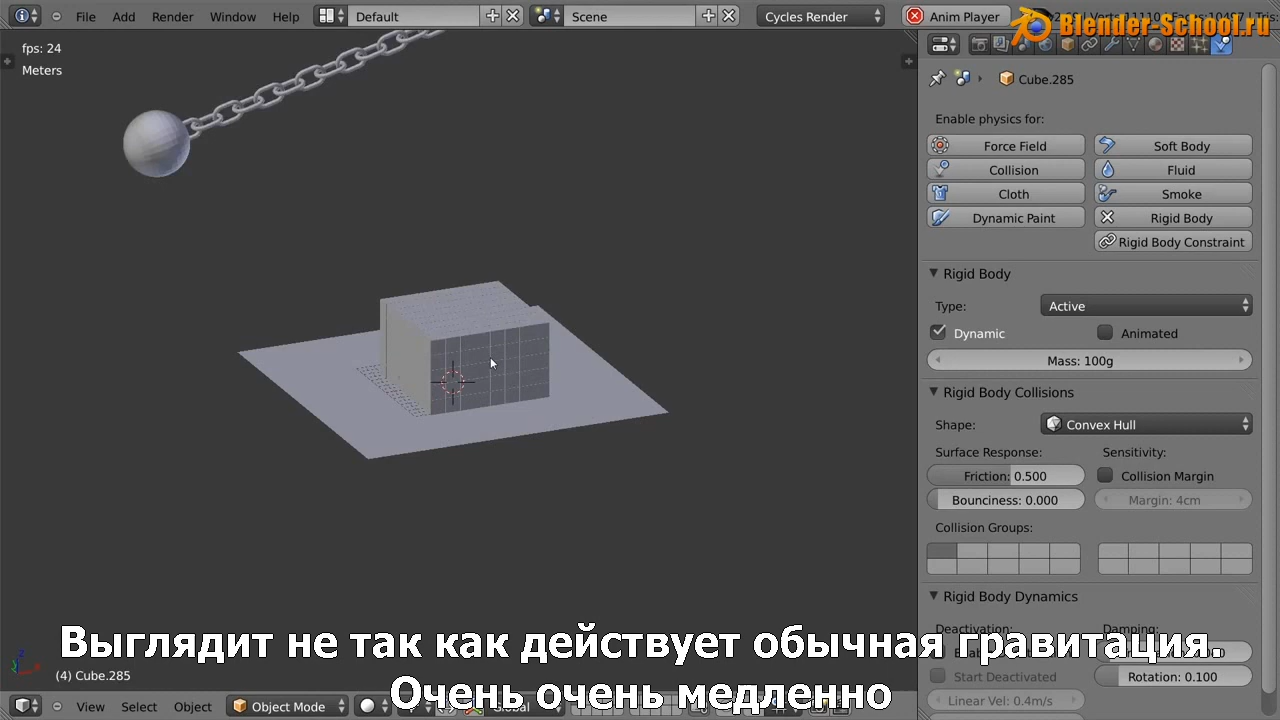 File Add Render Window Help Default Scene Cycles Render Anim Player
Blender-School.ru
fps: 24
Meters
Cube.285
Enable physics for:
Force Field Soft Body
Collision Fluid
Cloth Smoke
Dynamic Paint Rigid Body
Rigid Body Constraint
Rigid Body
Type: Active
Dynamic Animated
Mass: 100g
Rigid Body Collisions
Shape: Convex Hull
Surface Response: Sensitivity:
Friction: 0.500 Collision Margin
Bounciness: 0.000 Margin: 4cm
Collision Groups:
Rigid Body Dynamics
Deactivation: Damping:
Выглядит не так как действует обычная гравитация.
Start Deactivated Rotation: 0.100
(4) Cube.285
Очень очень медленно
Linear Vel: 0.4m/s
View Select Object Object Mode Global